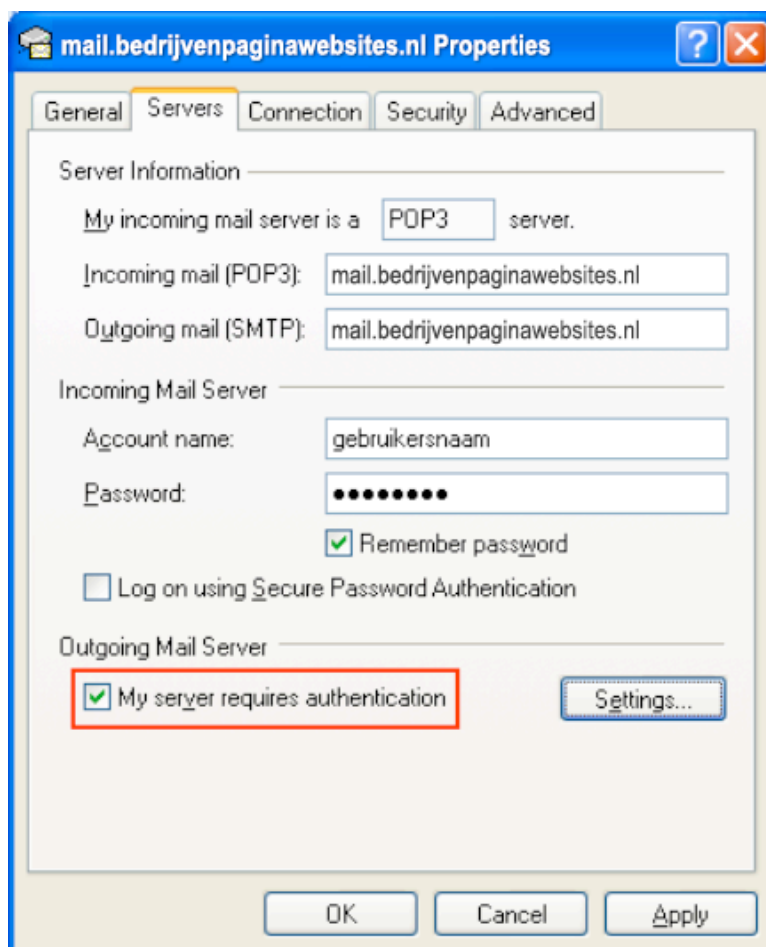 mail.bedrijvenpaginawebsites.nl Properties ?
General Servers Connection Security Advanced
Server Information
My incoming mail server is a POP3 server.
Incoming mail (POP3): mail.bedrijvenpaginawebsites.nl
Outgoing mail (SMTP): mail.bedrijvenpaginawebsites.nl
Incoming Mail Server
Account name: gebruikersnaam
Password: ●●●●●●●●
Remember password
Log on using Secure Password Authentication
Outgoing Mail Server
My server requires authentication Settings...
OK Cancel Apply